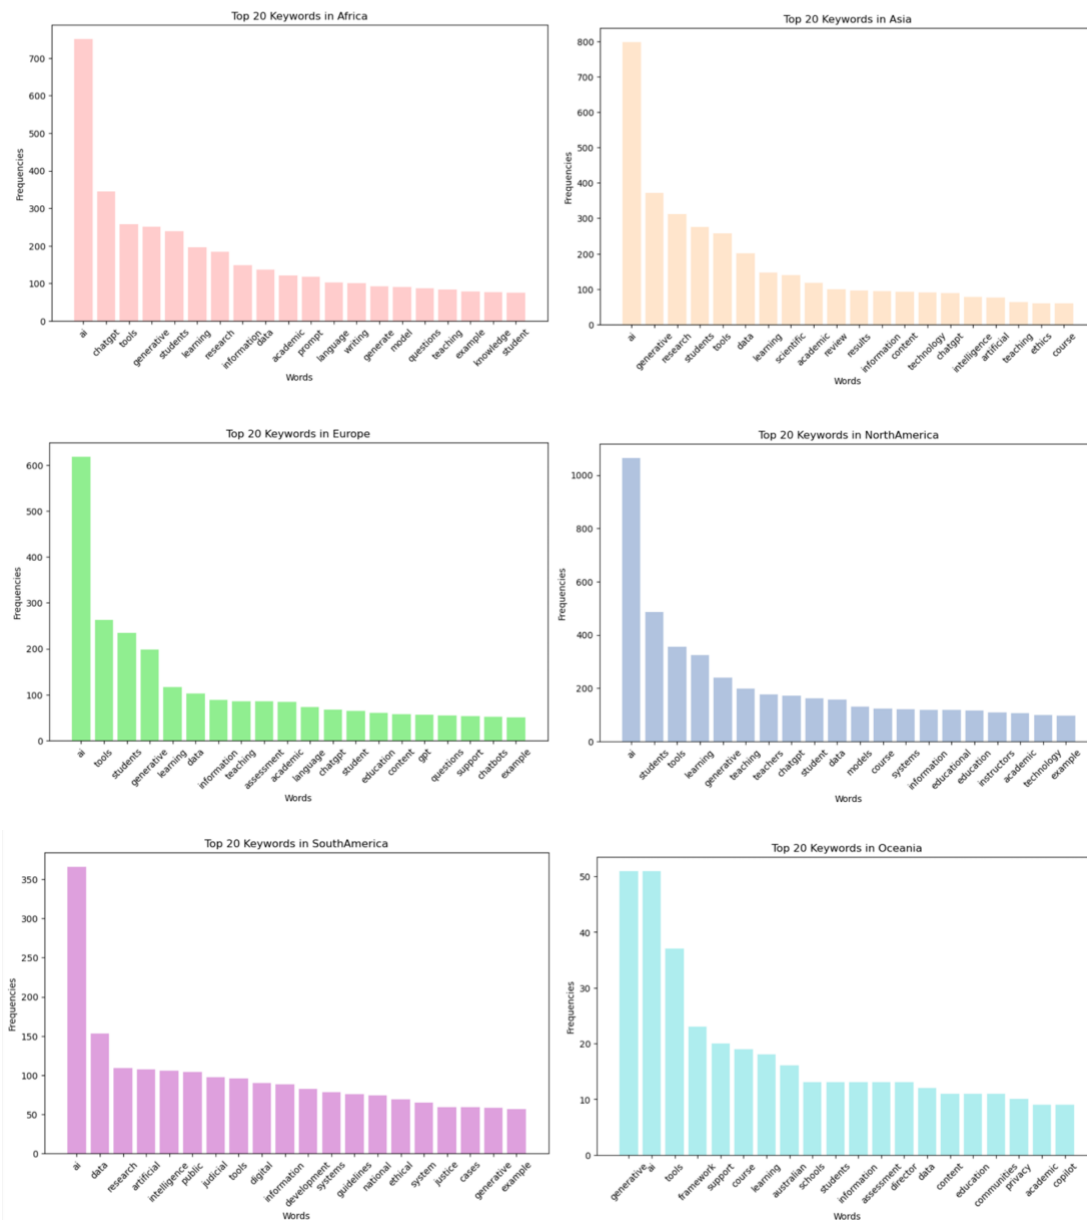 Top 20 Keywords in Africa
Frequencies
700
600
500
400
300
200
100
0
ai
chatgpt
tools
generative
students
learning
research
information
data
academic
prompt
language
writing
generate
model
questions
teaching
example
knowledge
student
Words
Top 20 Keywords in Asia
Frequencies
800
700
600
500
400
300
200
100
0
ai
generative
research
students
tools
data
learning
scientific
academic
review
results
information
content
technology
chatgpt
intelligence
artificial
teaching
ethics
course
Words
Top 20 Keywords in Europe
Frequencies
600
500
400
300
200
100
0
ai
tools
students
generative
learning
data
information
teaching
assessment
academic
language
chatgpt
student
education
content
gpt
questions
support
chatbots
example
Words
Top 20 Keywords in NorthAmerica
Frequencies
1000
800
600
400
200
0
ai
students
tools
learning
generative
teaching
teachers
chatgpt
student
data
models
course
systems
information
educational
education
instructors
academic
technology
example
Words
Top 20 Keywords in SouthAmerica
Frequencies
350
300
250
200
150
100
50
0
ai
data
research
artificial
intelligence
public
judicial
tools
digital
information
development
systems
guidelines
national
ethical
system
justice
cases
generative
example
Words
Top 20 Keywords in Oceania
Frequencies
50
40
30
20
10
0
generative
ai
tools
framework
support
course
learning
australian
schools
students
information
assessment
director
data
content
education
communities
privacy
academic
copilot
Words